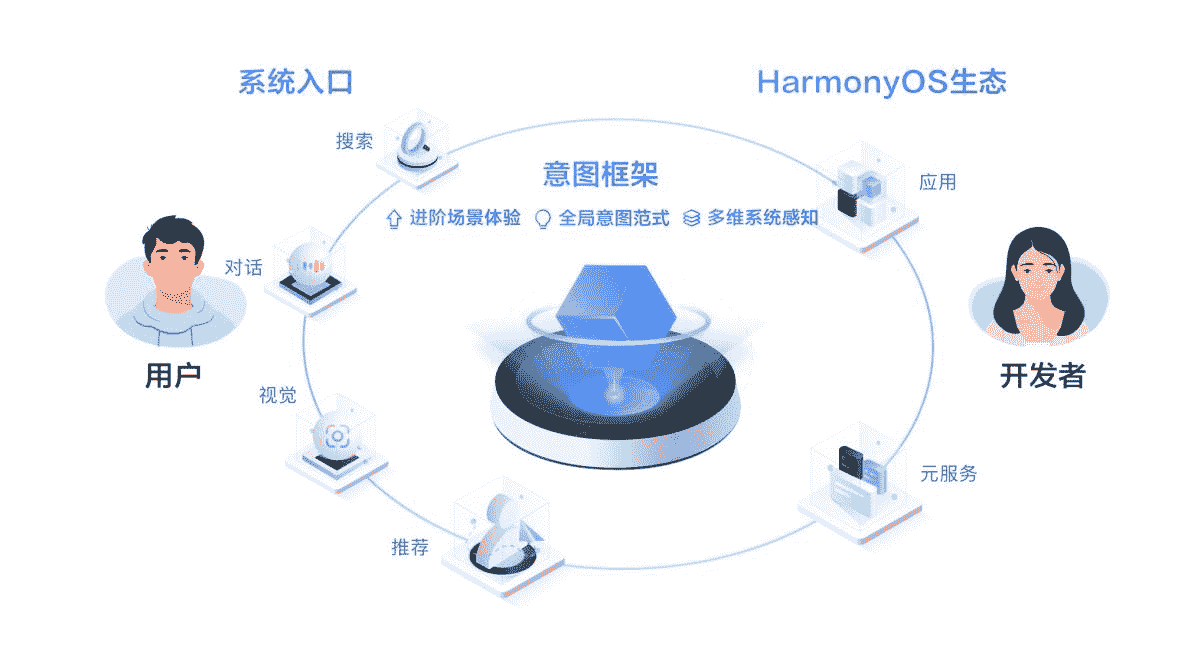 系统入口
HarmonyOS生态
搜索
意图框架
应用
进阶场景体验 全局意图范式 多维系统感知
对话
用户
开发者
视觉
元服务
推荐